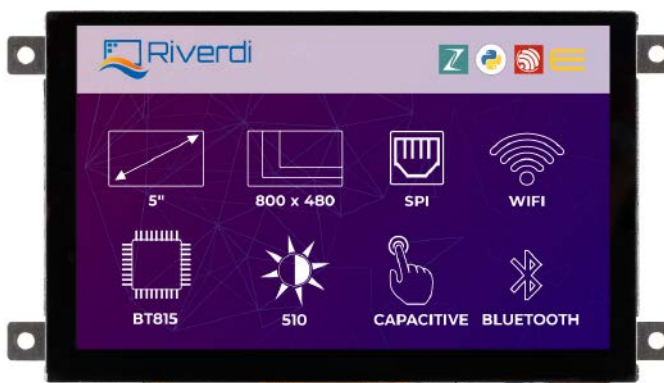 Riverdi
5"
800 x 480
SPI
WIFI
BT815
510
CAPACITIVE
BLUETOOTH